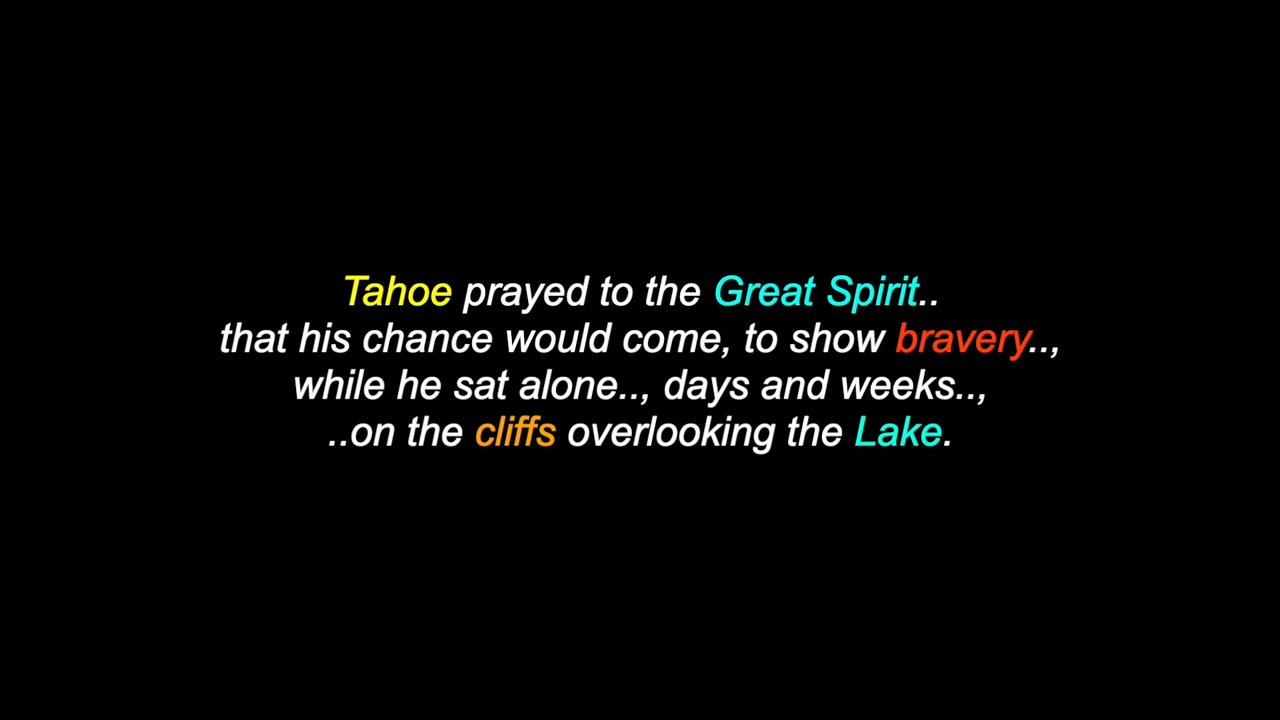 Tahoe prayed to the Great Spirit..
that his chance would come, to show bravery..,
while he sat alone.., days and weeks..,
..on the cliffs overlooking the Lake.